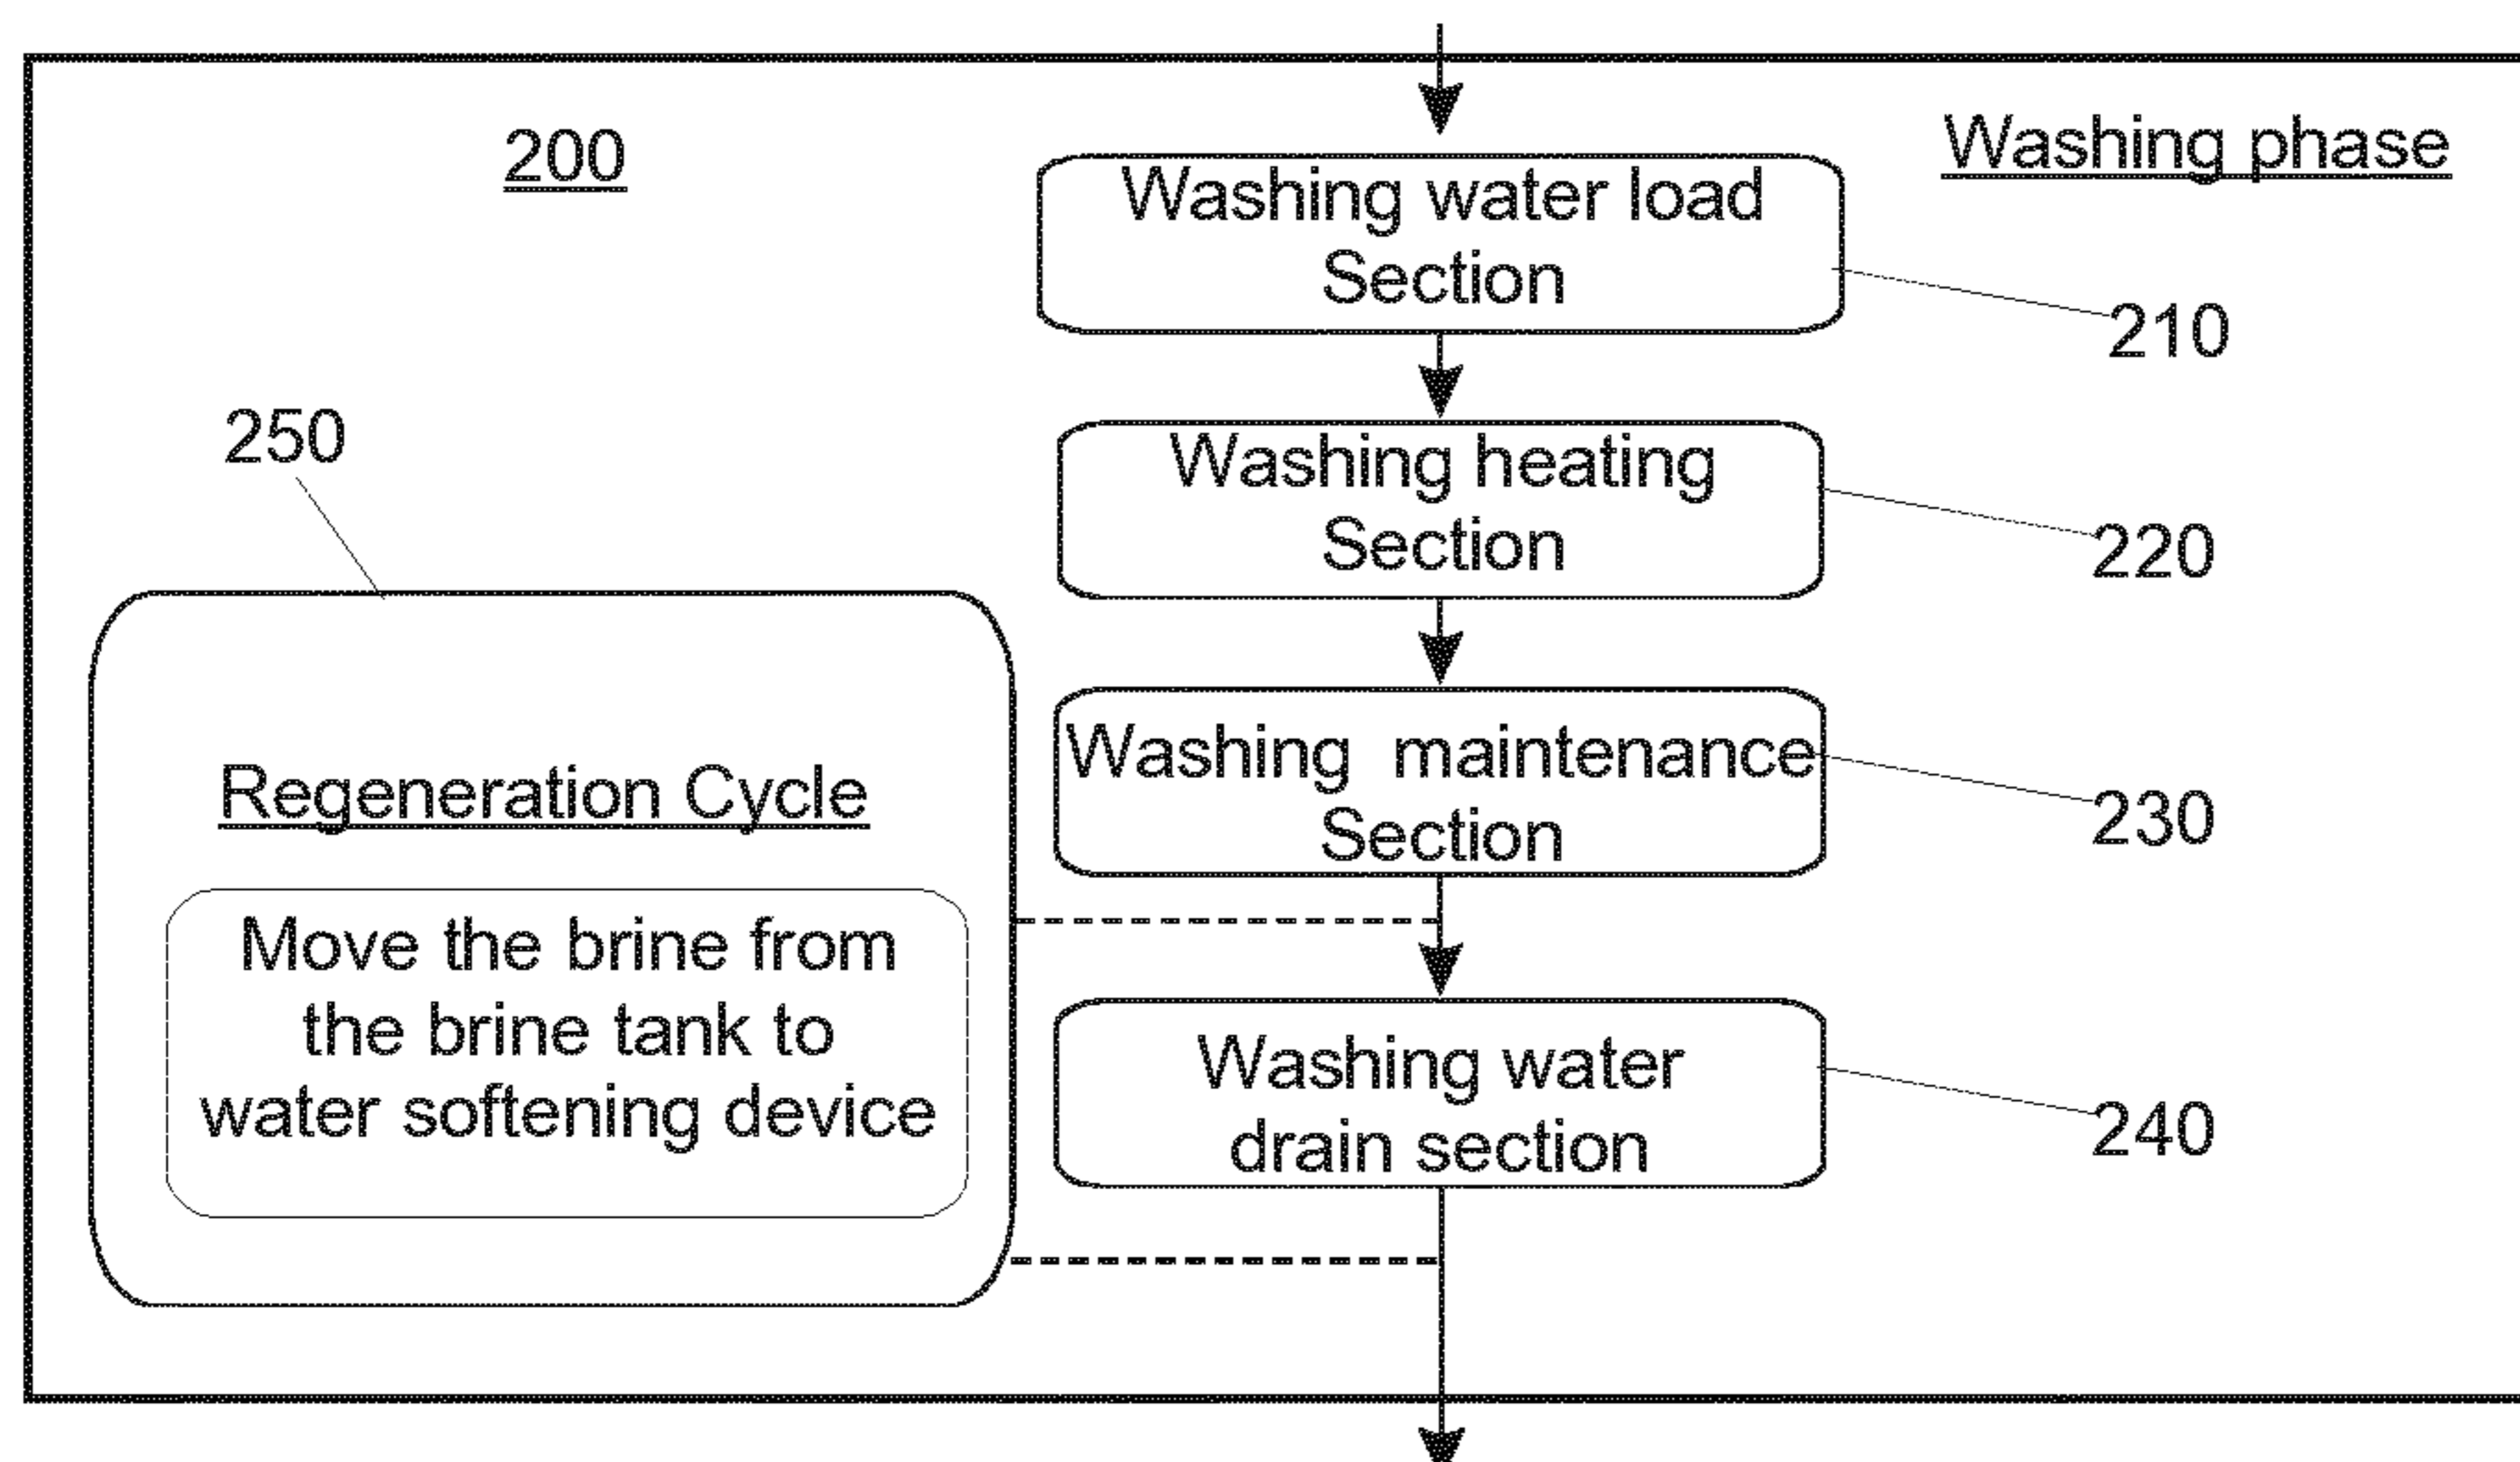 200
Washing phase
Washing water load
Section
210
Washing heating
Section
220
250
Washing maintenance
Section
230
Regeneration Cycle
Move the brine from
the brine tank to
water softening device
Washing water
drain section
240